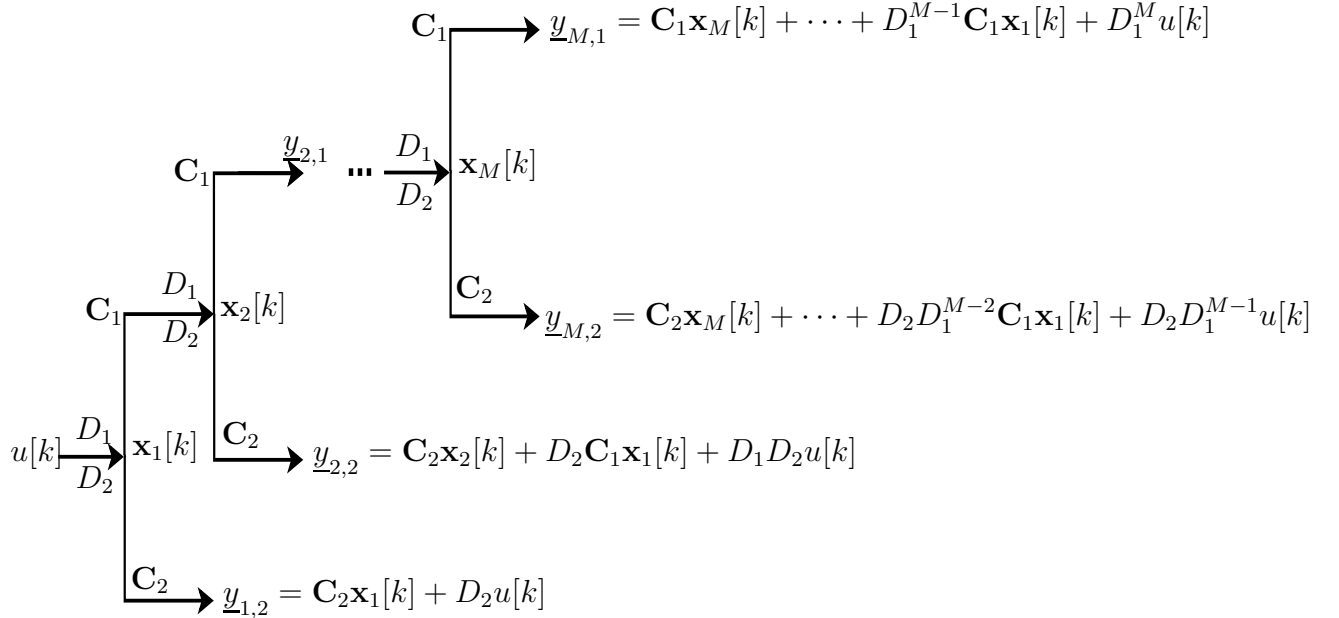 C₁ y_{M,1} = C₁x_M[k] + ⋯ + D₁^{M−1}C₁x₁[k] + D₁^M u[k]
y_{2,1} ... D₁
C₁ x_M[k]
D₂
C₂
D₁ y_{M,2} = C₂x_M[k] + ⋯ + D₂D₁^{M−2}C₁x₁[k] + D₂D₁^{M−1}u[k]
C₁ x₂[k]
D₂
D₁ C₂
u[k] x₁[k] y_{2,2} = C₂x₂[k] + D₂C₁x₁[k] + D₁D₂u[k]
D₂
C₂
y_{1,2} = C₂x₁[k] + D₂u[k]